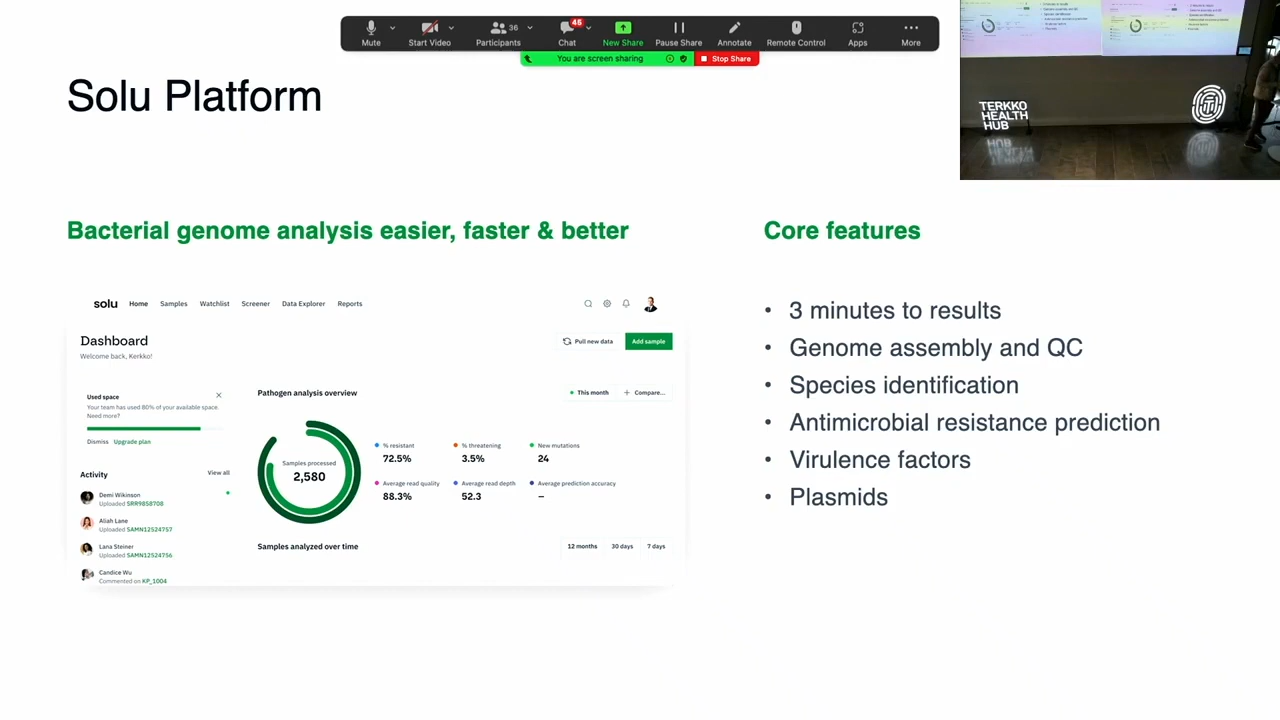 Mute
Start Video
Participants
36
Chat
45
New Share
Pause Share
Annotate
Remote Control
Apps
More
You are screen sharing
Stop Share
TERKKO
HEALTH
HUB
Solu Platform
Bacterial genome analysis easier, faster & better
solu
Home
Samples
Watchlist
Screener
Data Explorer
Reports
Dashboard
Welcome back, Kerkko!
Pull new data
Add sample
Used space
Your team has used 80% of your available space.
Need more?
Dismiss
Upgrade plan
Activity
View all
Demi Wikinson
Uploaded SRR9858708
Aliah Lane
Uploaded SAMN12524757
Lana Steiner
Uploaded SAMN12524756
Candice Wu
Commented on KP_1004
Pathogen analysis overview
This month
Compare...
Samples processed
2,580
% resistant
72.5%
% threatening
3.5%
New mutations
24
Average read quality
88.3%
Average read depth
52.3
Average prediction accuracy
–
Samples analyzed over time
12 months
30 days
7 days
Core features
• 3 minutes to results
• Genome assembly and QC
• Species identification
• Antimicrobial resistance prediction
• Virulence factors
• Plasmids